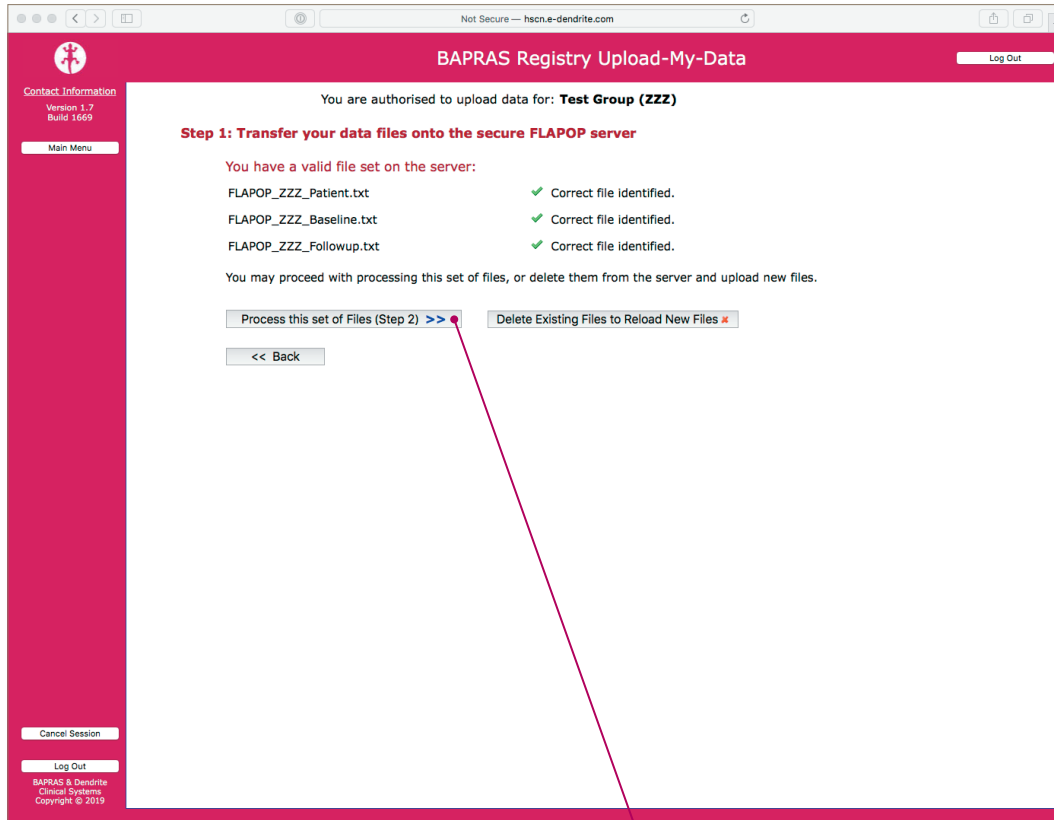 Not Secure — hscn.e-dendrite.com
BAPRAS Registry Upload-My-Data
Log Out
Contact Information
Version 1.7
Build 1669
Main Menu
You are authorised to upload data for: Test Group (ZZZ)
Step 1: Transfer your data files onto the secure FLAPOP server
You have a valid file set on the server:
FLAPOP_ZZZ_Patient.txt ✔ Correct file identified.
FLAPOP_ZZZ_Baseline.txt ✔ Correct file identified.
FLAPOP_ZZZ_Followup.txt ✔ Correct file identified.
You may proceed with processing this set of files, or delete them from the server and upload new files.
Process this set of Files (Step 2) >> Delete Existing Files to Reload New Files ✘
<< Back
Cancel Session
Log Out
BAPRAS & Dendrite
Clinical Systems
Copyright © 2019